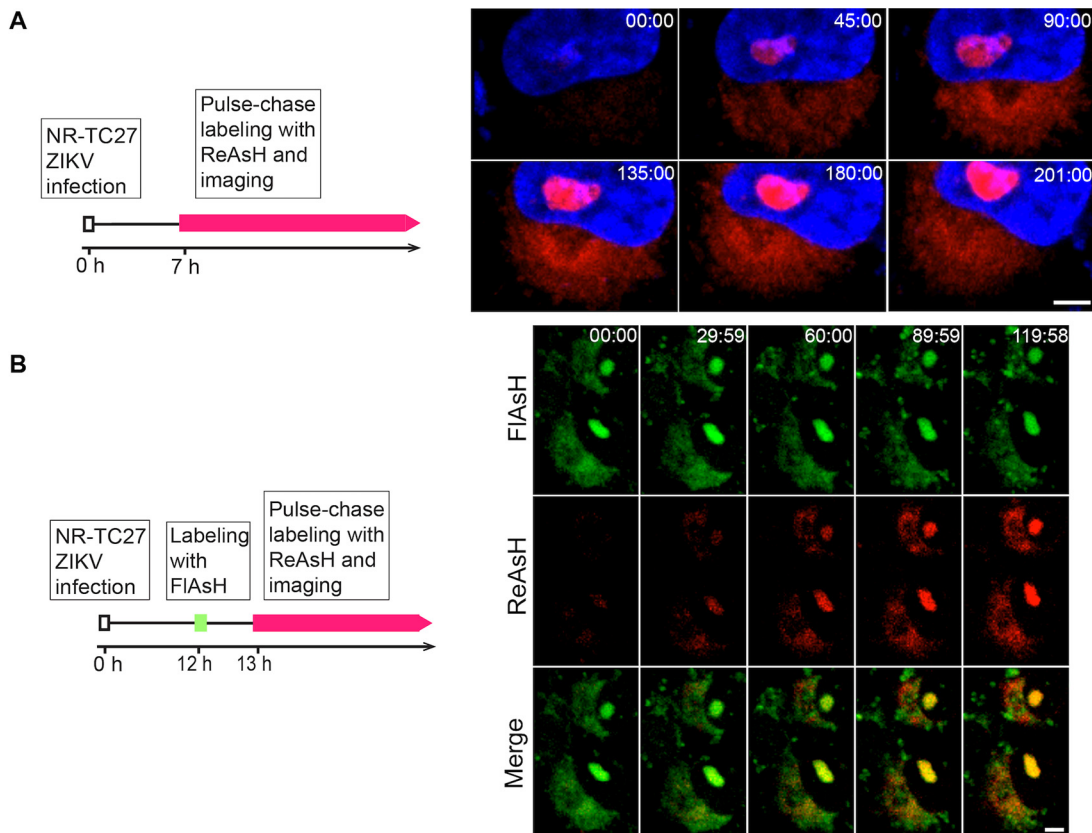 A
NR-TC27
ZIKV
infection
Pulse-chase
labeling with
ReAsH and
imaging
0 h
7 h
00:00
45:00
90:00
135:00
180:00
201:00
B
NR-TC27
ZIKV
infection
Labeling
with
FlAsH
Pulse-chase
labeling with
ReAsH and
imaging
0 h
12 h
13 h
00:00
29:59
60:00
89:59
119:58
FlAsH
ReAsH
Merge